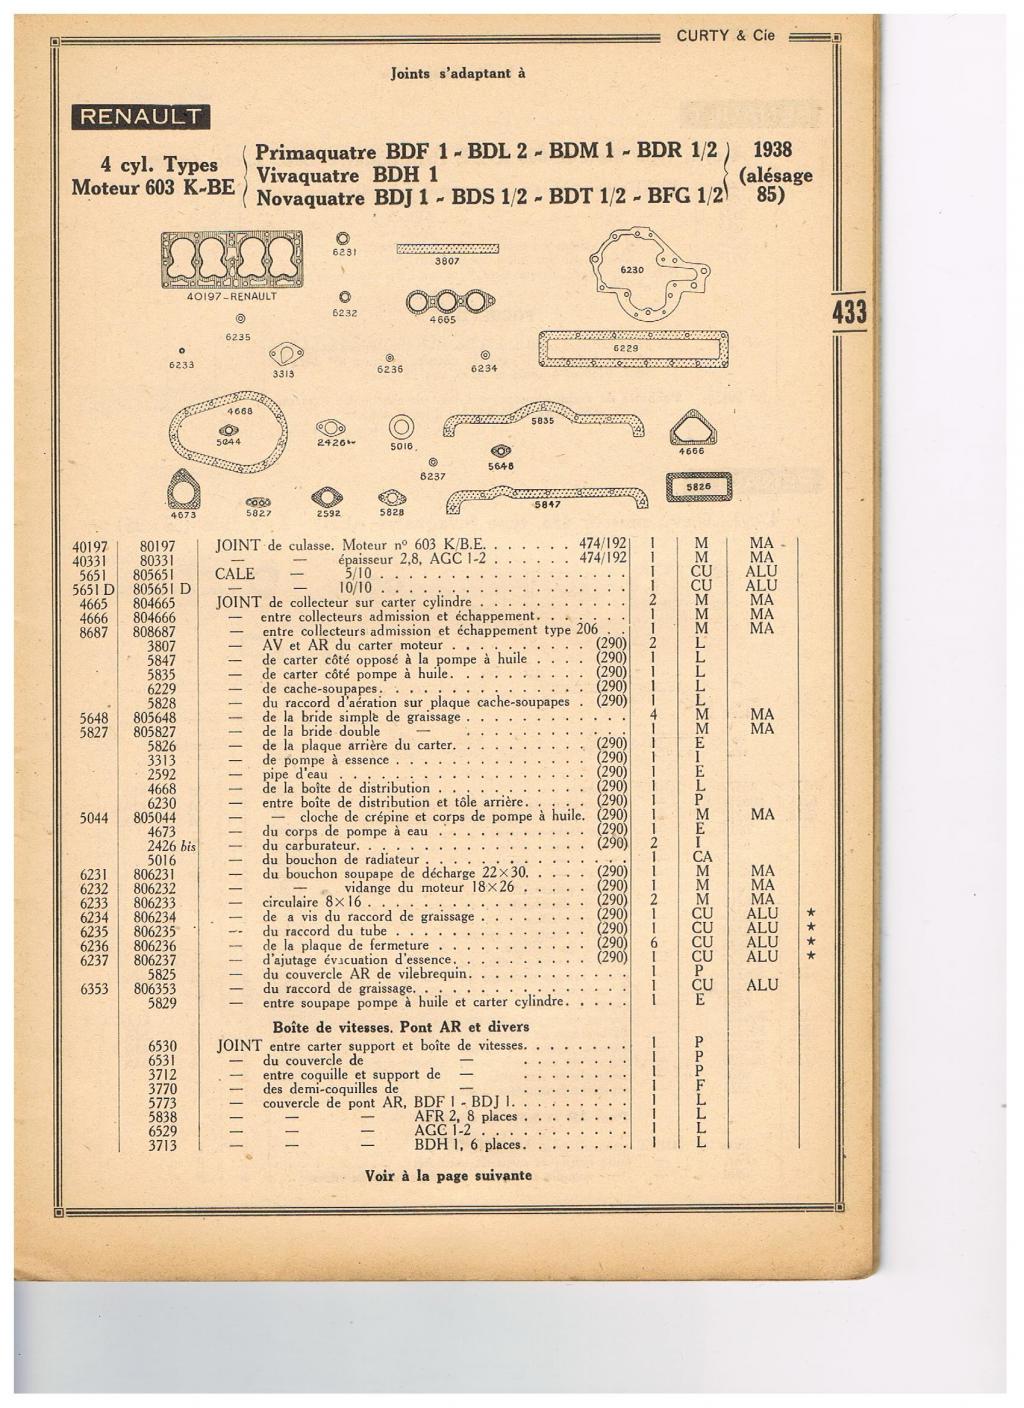 CURTY & Cie
Joints s'adaptant à
RENAULT
4 cyl. Types
Moteur 603 K-BE
Primaquatre BDF 1 - BDL 2 - BDM 1 - BDR 1/2
Vivaquatre BDH 1
Novaquatre BDJ 1 - BDS 1/2 - BDT 1/2 - BFG 1/2
1938
(alésage
85)
433
40197-RENAULT
6231
3807
6230
6232
4665
6235
6229
6233
3313
6236
6234
4668
5044
2426 bis
5016
5835
5648
4666
6237
5826
4673
5827
2592
5828
5847
40197 80197 JOINT de culasse. Moteur nº 603 K/B.E. . . . . . . 474/192 1 M MA
40331 80331 — — épaisseur 2,8, AGC 1-2 . . . . . . 474/192 1 M MA
5651 805651 CALE — 5/10 . . . . . . . . . . 1 CU ALU
5651 D 805651 D — — 10/10 . . . . . . . . . . 1 CU ALU
4665 804665 JOINT de collecteur sur carter cylindre . . . . . . . . . . 2 M MA
4666 804666 — entre collecteurs admission et échappement. . . . . . 1 M MA
8687 808687 — entre collecteurs admission et échappement type 206 . . 1 M MA
3807 — AV et AR du carter moteur . . . . . . . . . (290) 2 L
5847 — de carter côté opposé à la pompe à huile . . . . (290) 1 L
5835 — de carter côté pompe à huile. . . . . . . . . (290) 1 L
6229 — de cache-soupapes. . . . . . . . . . . . . (290) 1 L
5828 — du raccord d'aération sur plaque cache-soupapes . (290) 1 L
5648 805648 — de la bride simple de graissage . . . . . . . . . . 4 M MA
5827 805827 — de la bride double — . . . . . . . . . . 1 M MA
5826 — de la plaque arrière du carter. . . . . . . . . (290) 1 E
3313 — de pompe à essence . . . . . . . . . . . . (290) 1 I
2592 — pipe d'eau . . . . . . . . . . . . . . . (290) 1 E
4668 — de la boîte de distribution . . . . . . . . . . (290) 1 L
6230 — entre boîte de distribution et tôle arrière. . . . . (290) 1 P
5044 805044 — — cloche de crépine et corps de pompe à huile. (290) 1 M MA
4673 — du corps de pompe à eau . . . . . . . . . . (290) 1 E
2426 bis — du carburateur. . . . . . . . . . . . . . (290) 2 I
5016 — du bouchon de radiateur . . . . . . . . . . . . . 1 CA
6231 806231 — du bouchon soupape de décharge 22×30. . . . . (290) 1 M MA
6232 806232 — — vidange du moteur 18×26 . . . . . (290) 1 M MA
6233 806233 — circulaire 8×16 . . . . . . . . . . . . . (290) 2 M MA
6234 806234 — de a vis du raccord de graissage . . . . . . . (290) 1 CU ALU ★
6235 806235 — du raccord du tube . . . . . . . . . . . . (290) 1 CU ALU ★
6236 806236 — de la plaque de fermeture . . . . . . . . . . (290) 6 CU ALU ★
6237 806237 — d'ajutage évacuation d'essence. . . . . . . . . (290) 1 CU ALU ★
5825 — du couvercle AR de vilebrequin. . . . . . . . . . . 1 P
6353 806353 — du raccord de graissage. . . . . . . . . . . . . . 1 CU ALU
5829 — entre soupape pompe à huile et carter cylindre. . . . . 1 E
Boîte de vitesses. Pont AR et divers
6530 JOINT entre carter support et boîte de vitesses. . . . . . . . 1 P
6531 — du couvercle de — . . . . . . . . 1 P
3712 — entre coquille et support de — . . . . . . . . 1 P
3770 — des demi-coquilles de — . . . . . . . . 1 F
5773 — couvercle de pont AR, BDF 1 - BDJ 1. . . . . . . . . 1 L
5838 — — — AFR 2, 8 places . . . . . . . . 1 L
6529 — — — AGC 1-2 . . . . . . . . . . 1 L
3713 — — — BDH 1, 6 places. . . . . . . . 1 L
Voir à la page suivante